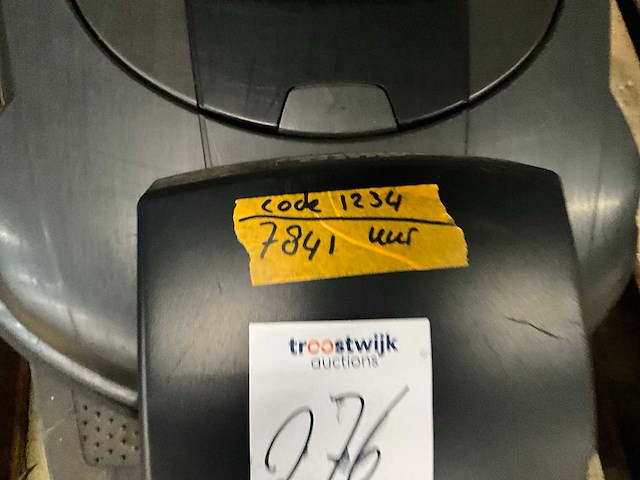 code 1234
7841 uur
troostwijk
auctions
276